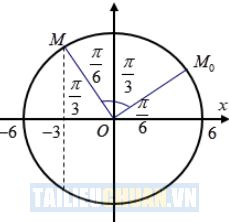 M
M₀
π/6
π/3
π/3
π/6
x
−6
−3
O
6
TAILIEUCHUAN.VN